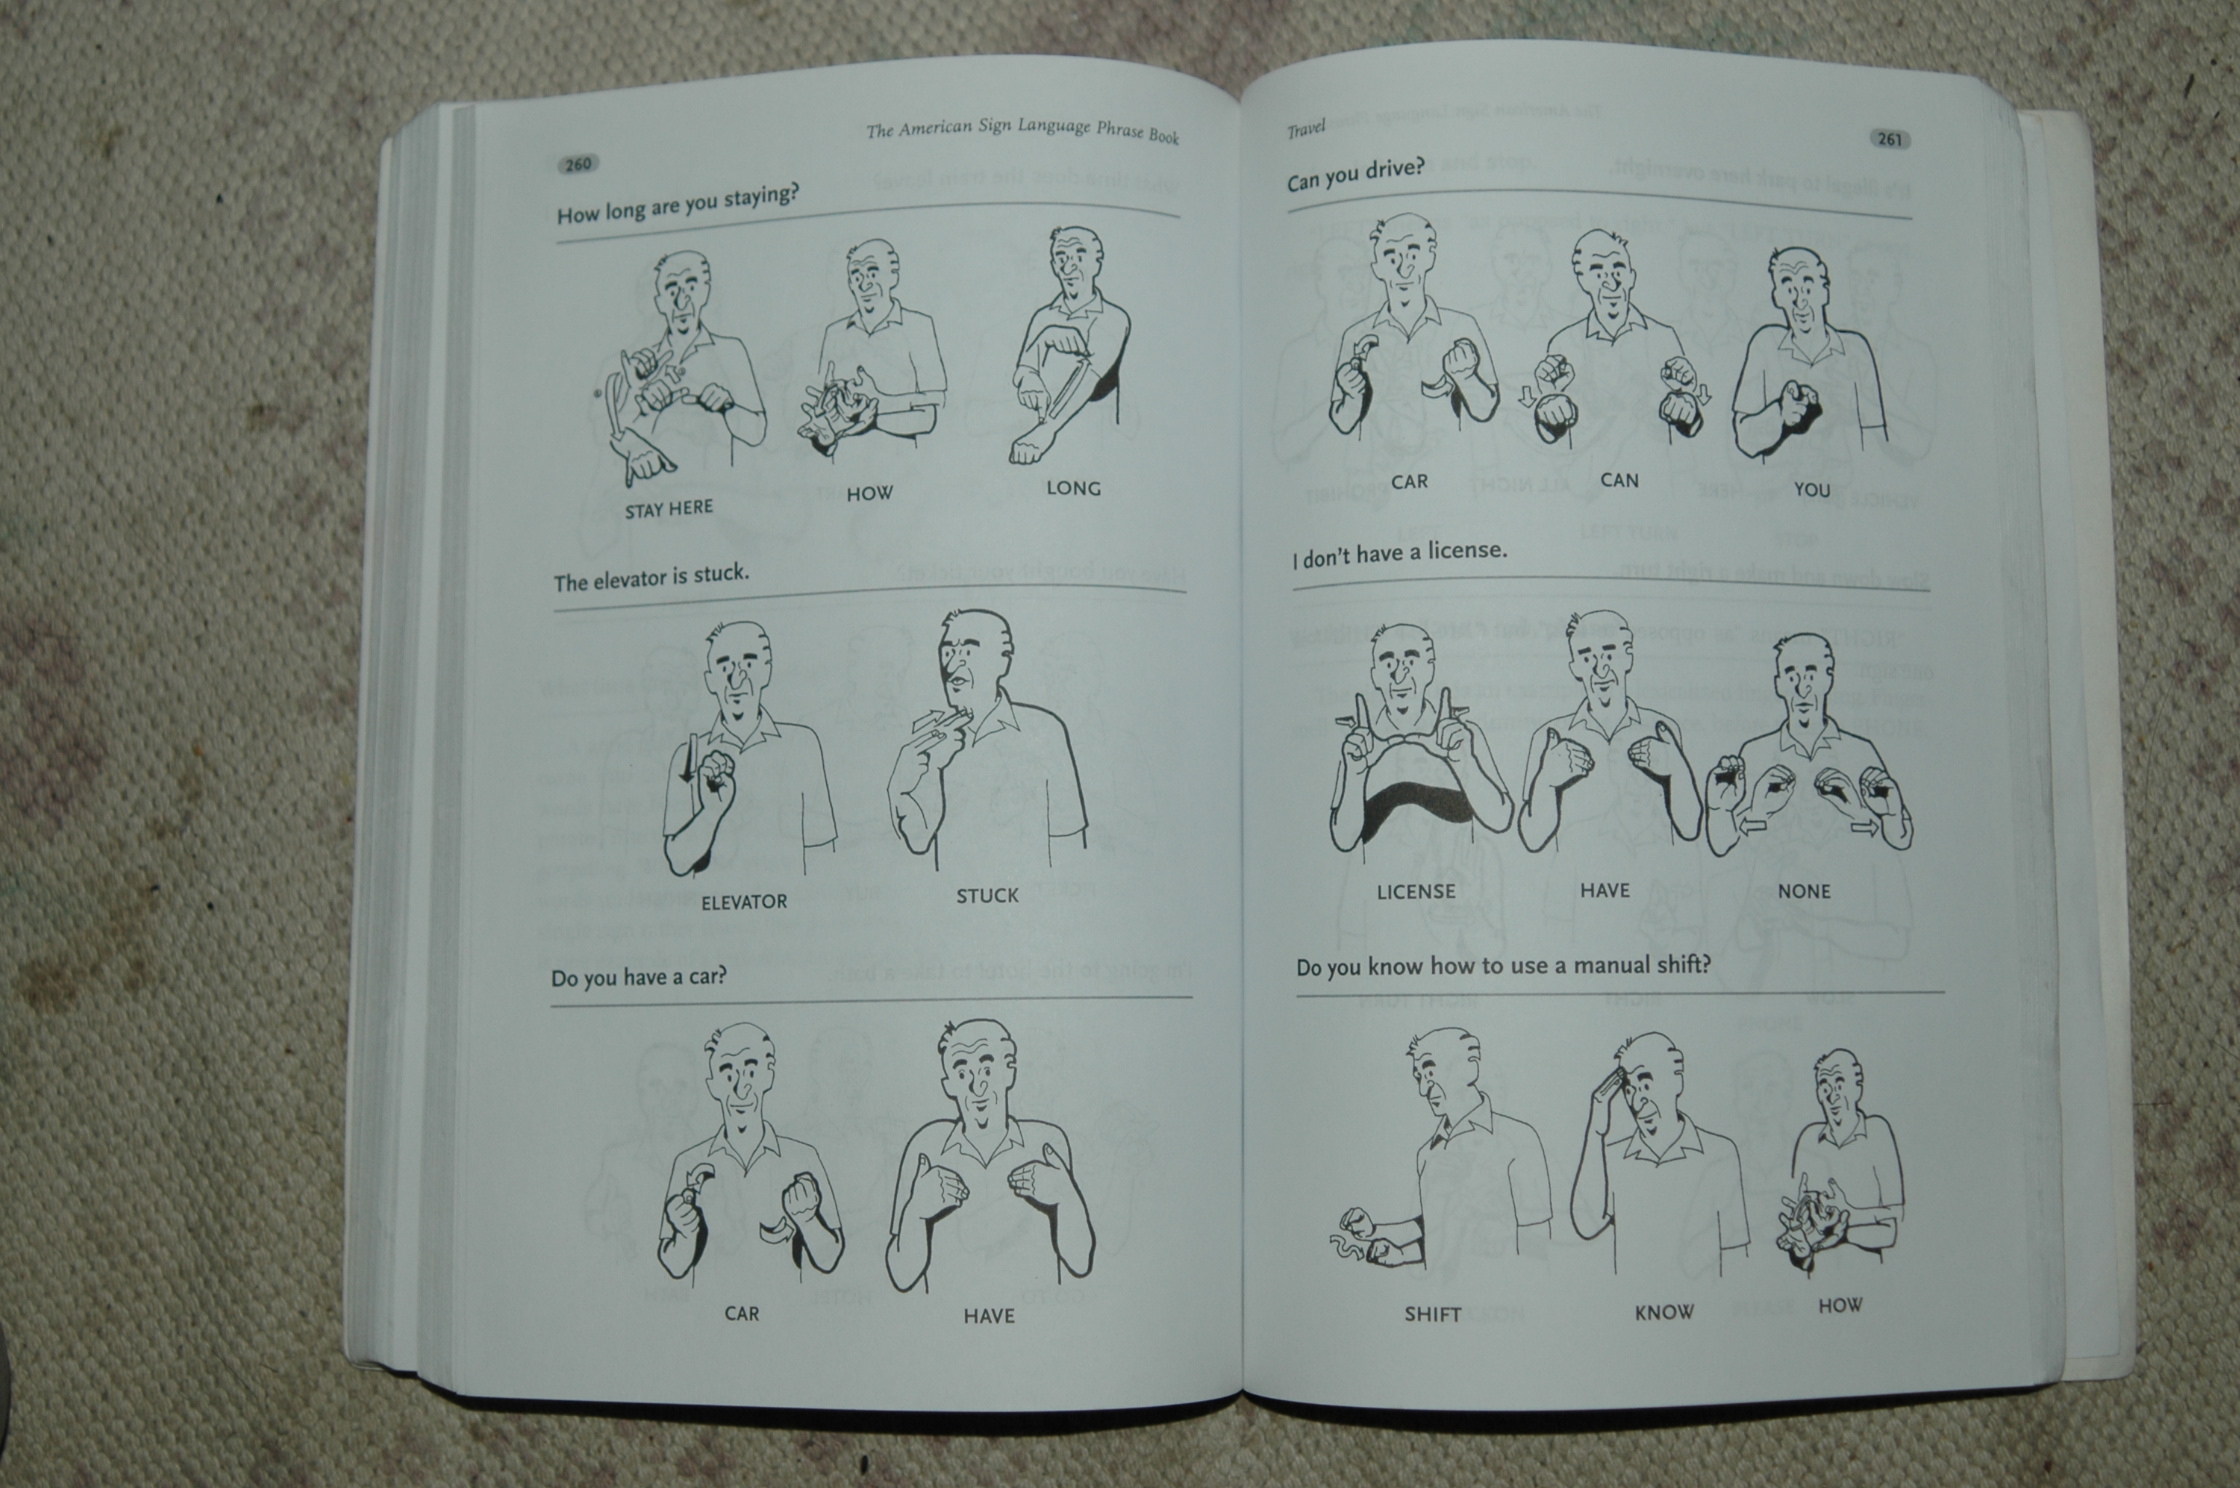 260
The American Sign Language Phrase Book
How long are you staying?
STAY HERE HOW LONG
The elevator is stuck.
ELEVATOR STUCK
Do you have a car?
CAR HAVE
Travel 261
Can you drive?
CAR CAN YOU
I don't have a license.
LICENSE HAVE NONE
Do you know how to use a manual shift?
SHIFT KNOW HOW